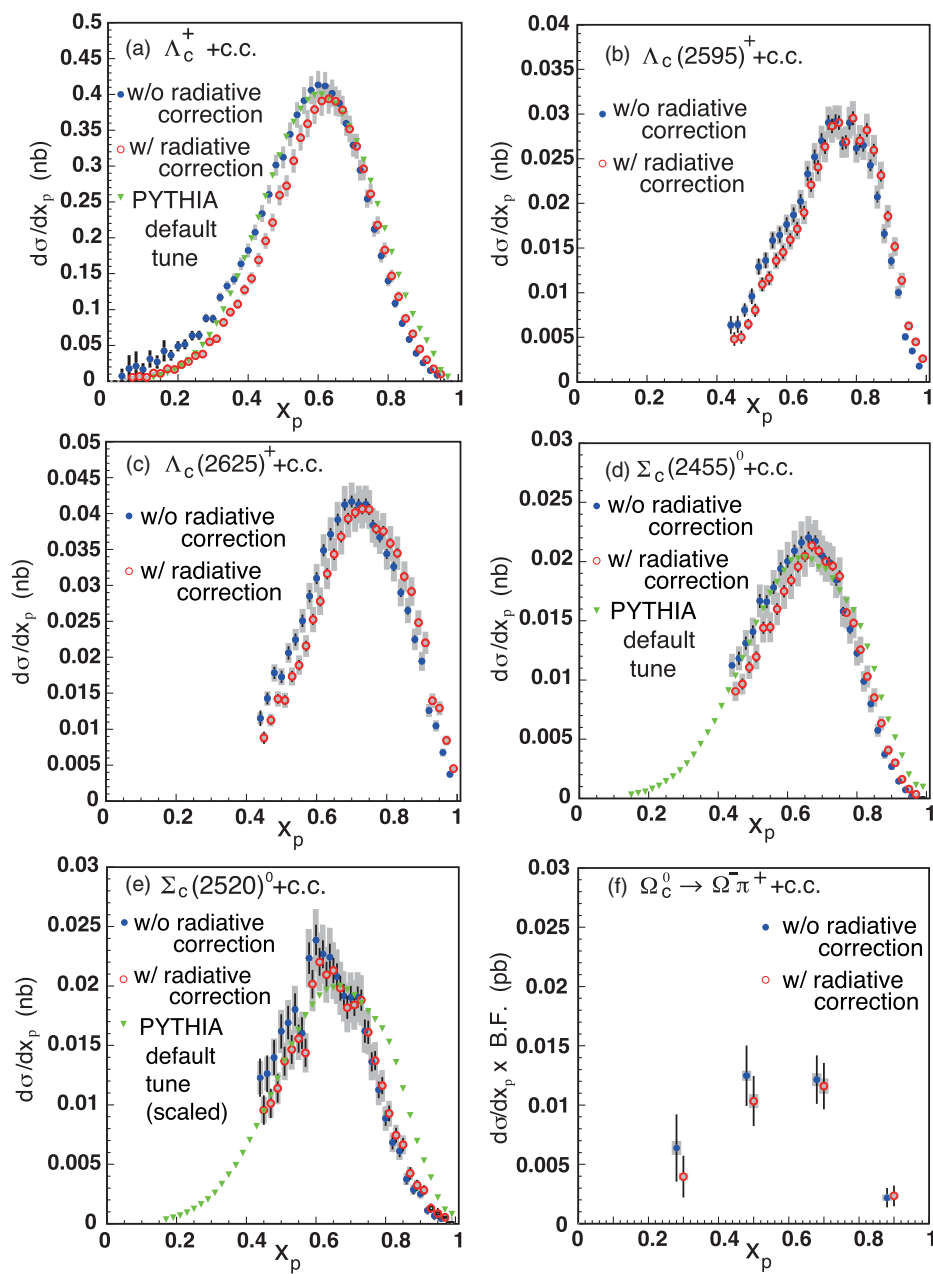 (a) Λc+ +c.c.
w/o radiative
correction
w/ radiative
correction
PYTHIA
default
tune
dσ/dxp (nb)
0.5
0.45
0.4
0.35
0.3
0.25
0.2
0.15
0.1
0.05
0
0.2
0.4
0.6
0.8
1
xp
(b) Λc(2595)+ +c.c.
w/o radiative
correction
w/ radiative
correction
dσ/dxp (nb)
0.04
0.035
0.03
0.025
0.02
0.015
0.01
0.005
0
0
0.2
0.4
0.6
0.8
1
xp
(c) Λc(2625)+ +c.c.
w/o radiative
correction
w/ radiative
correction
dσ/dxp (nb)
0.05
0.045
0.04
0.035
0.03
0.025
0.02
0.015
0.01
0.005
0
0
0.2
0.4
0.6
0.8
1
xp
(d) Σc(2455)0 +c.c.
w/o radiative
correction
w/ radiative
correction
PYTHIA
default
tune
dσ/dxp (nb)
0.03
0.025
0.02
0.015
0.01
0.005
0
0
0.2
0.4
0.6
0.8
1
xp
(e) Σc(2520)0 +c.c.
w/o radiative
correction
w/ radiative
correction
PYTHIA
default
tune
(scaled)
dσ/dxp (nb)
0.03
0.025
0.02
0.015
0.01
0.005
0
0
0.2
0.4
0.6
0.8
1
xp
(f) Ωc0 → Ω-π+ +c.c.
w/o radiative
correction
w/ radiative
correction
dσ/dxp x B.F. (pb)
0.03
0.025
0.02
0.015
0.01
0.005
0
0
0.2
0.4
0.6
0.8
1
xp